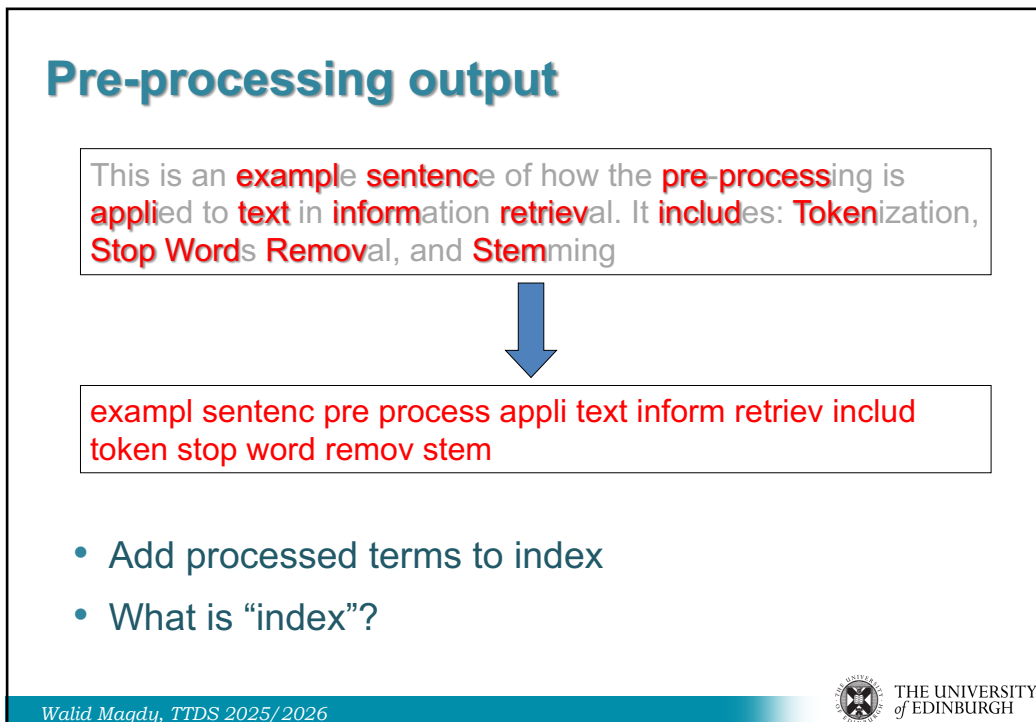 Pre-processing output
This is an example sentence of how the pre-processing is
applied to text in information retrieval. It includes: Tokenization,
Stop Words Removal, and Stemming
exampl sentenc pre process appli text inform retriev includ
token stop word remov stem
• Add processed terms to index
• What is “index”?
Walid Magdy, TTDS 2025/2026
THE UNIVERSITY
of EDINBURGH